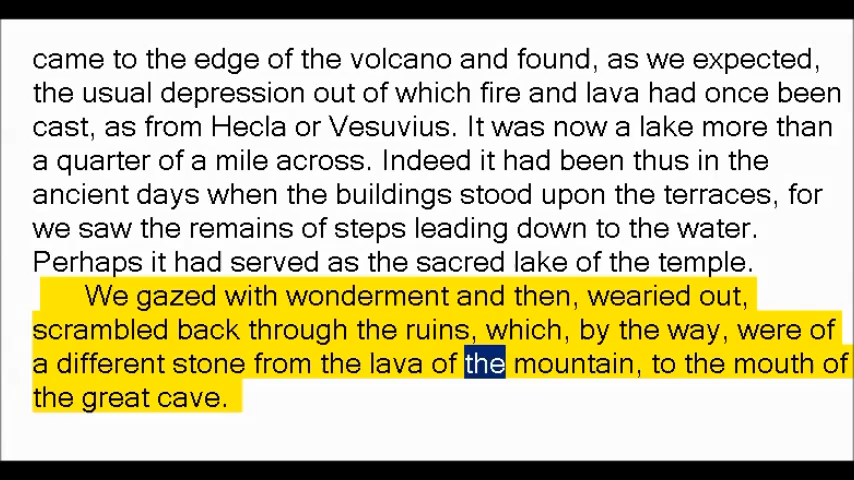 came to the edge of the volcano and found, as we expected,
the usual depression out of which fire and lava had once been
cast, as from Hecla or Vesuvius. It was now a lake more than
a quarter of a mile across. Indeed it had been thus in the
ancient days when the buildings stood upon the terraces, for
we saw the remains of steps leading down to the water.
Perhaps it had served as the sacred lake of the temple.
We gazed with wonderment and then, wearied out,
scrambled back through the ruins, which, by the way, were of
a different stone from the lava of the mountain, to the mouth of
the great cave.